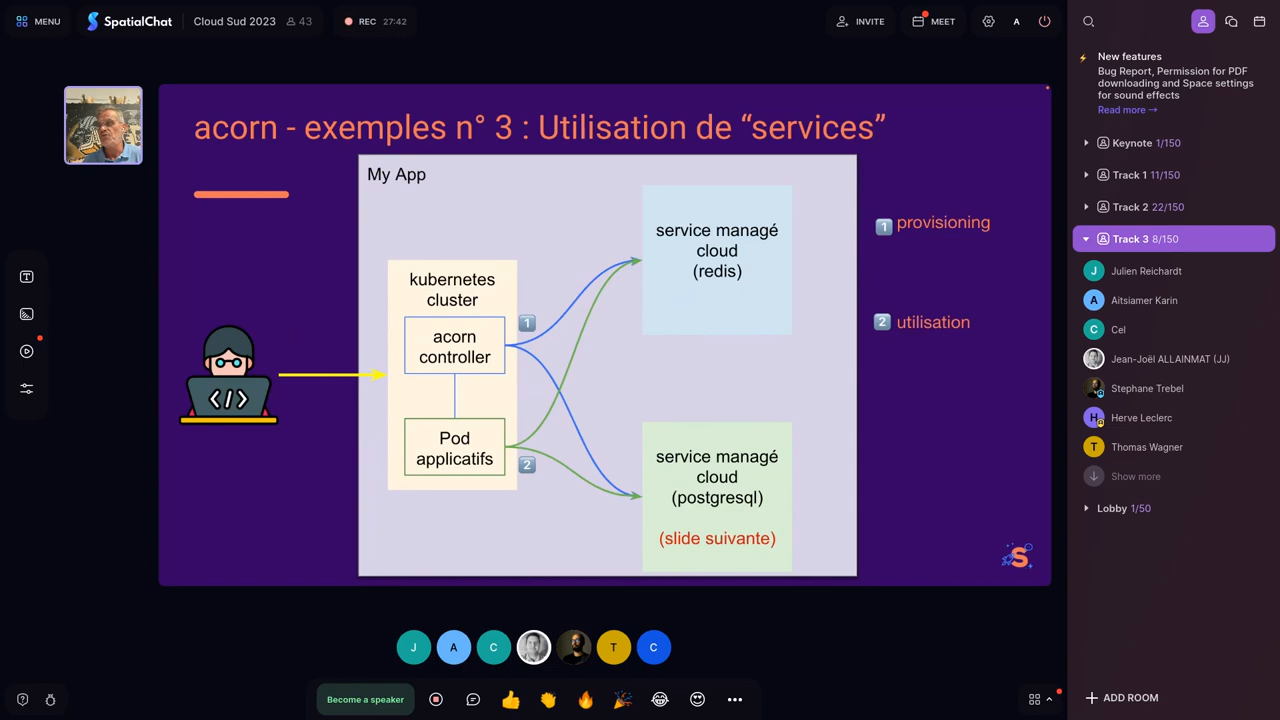 MENU
SpatialChat
Cloud Sud 2023
43
REC 27:42
INVITE
MEET
A
acorn - exemples n° 3 : Utilisation de “services”
My App
kubernetes
cluster
acorn
controller
Pod
applicatifs
1
2
</>
service managé
cloud
(redis)
service managé
cloud
(postgresql)
(slide suivante)
1 provisioning
2 utilisation
S
J
A
C
T
C
Become a speaker
New features
Bug Report, Permission for PDF
downloading and Space settings
for sound effects
Read more →
Keynote 1/150
Track 1 11/150
Track 2 22/150
Track 3 8/150
J Julien Reichardt
A Aitsiamer Karin
C Cel
Jean-Joël ALLAINMAT (JJ)
Stephane Trebel
H Herve Leclerc
T Thomas Wagner
Show more
Lobby 1/50
ADD ROOM